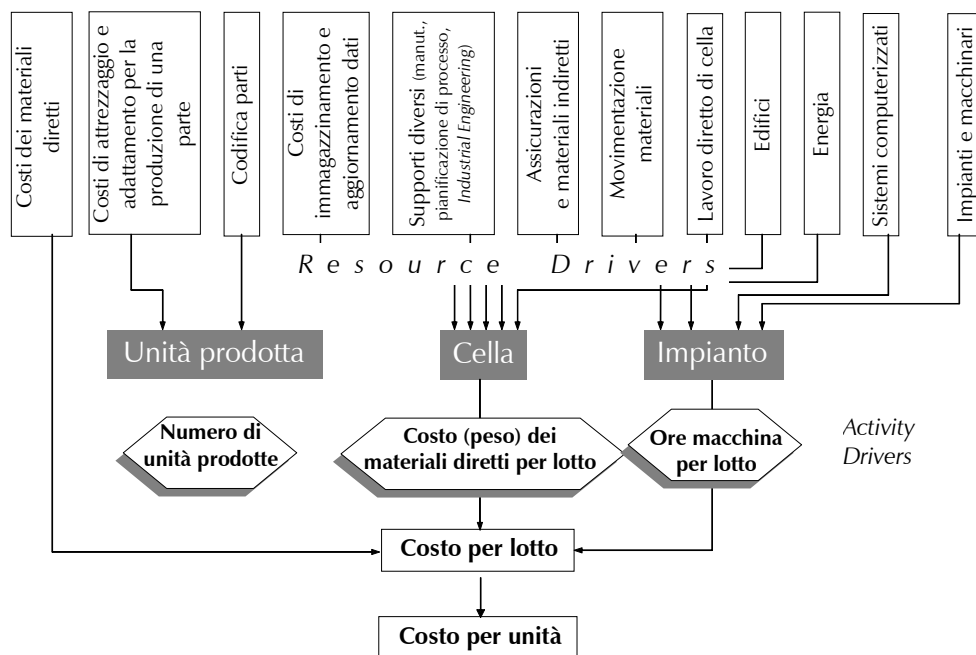 Costi dei materiali
diretti
Costi di attrezzaggio e
adattamento per la
produzione di una
parte
Codifica parti
Costi di
immagazzinamento e
aggiornamento dati
Supporti diversi (manut.,
pianificazione di processo,
Industrial Engineering)
Assicurazioni
e materiali indiretti
Movimentazione
materiali
Lavoro diretto di cella
Edifici
Energia
Sistemi computerizzati
Impianti e macchinari
Resource Drivers
Unità prodotta
Cella
Impianto
Numero di
unità prodotte
Costo (peso) dei
materiali diretti per lotto
Ore macchina
per lotto
Activity
Drivers
Costo per lotto
Costo per unità